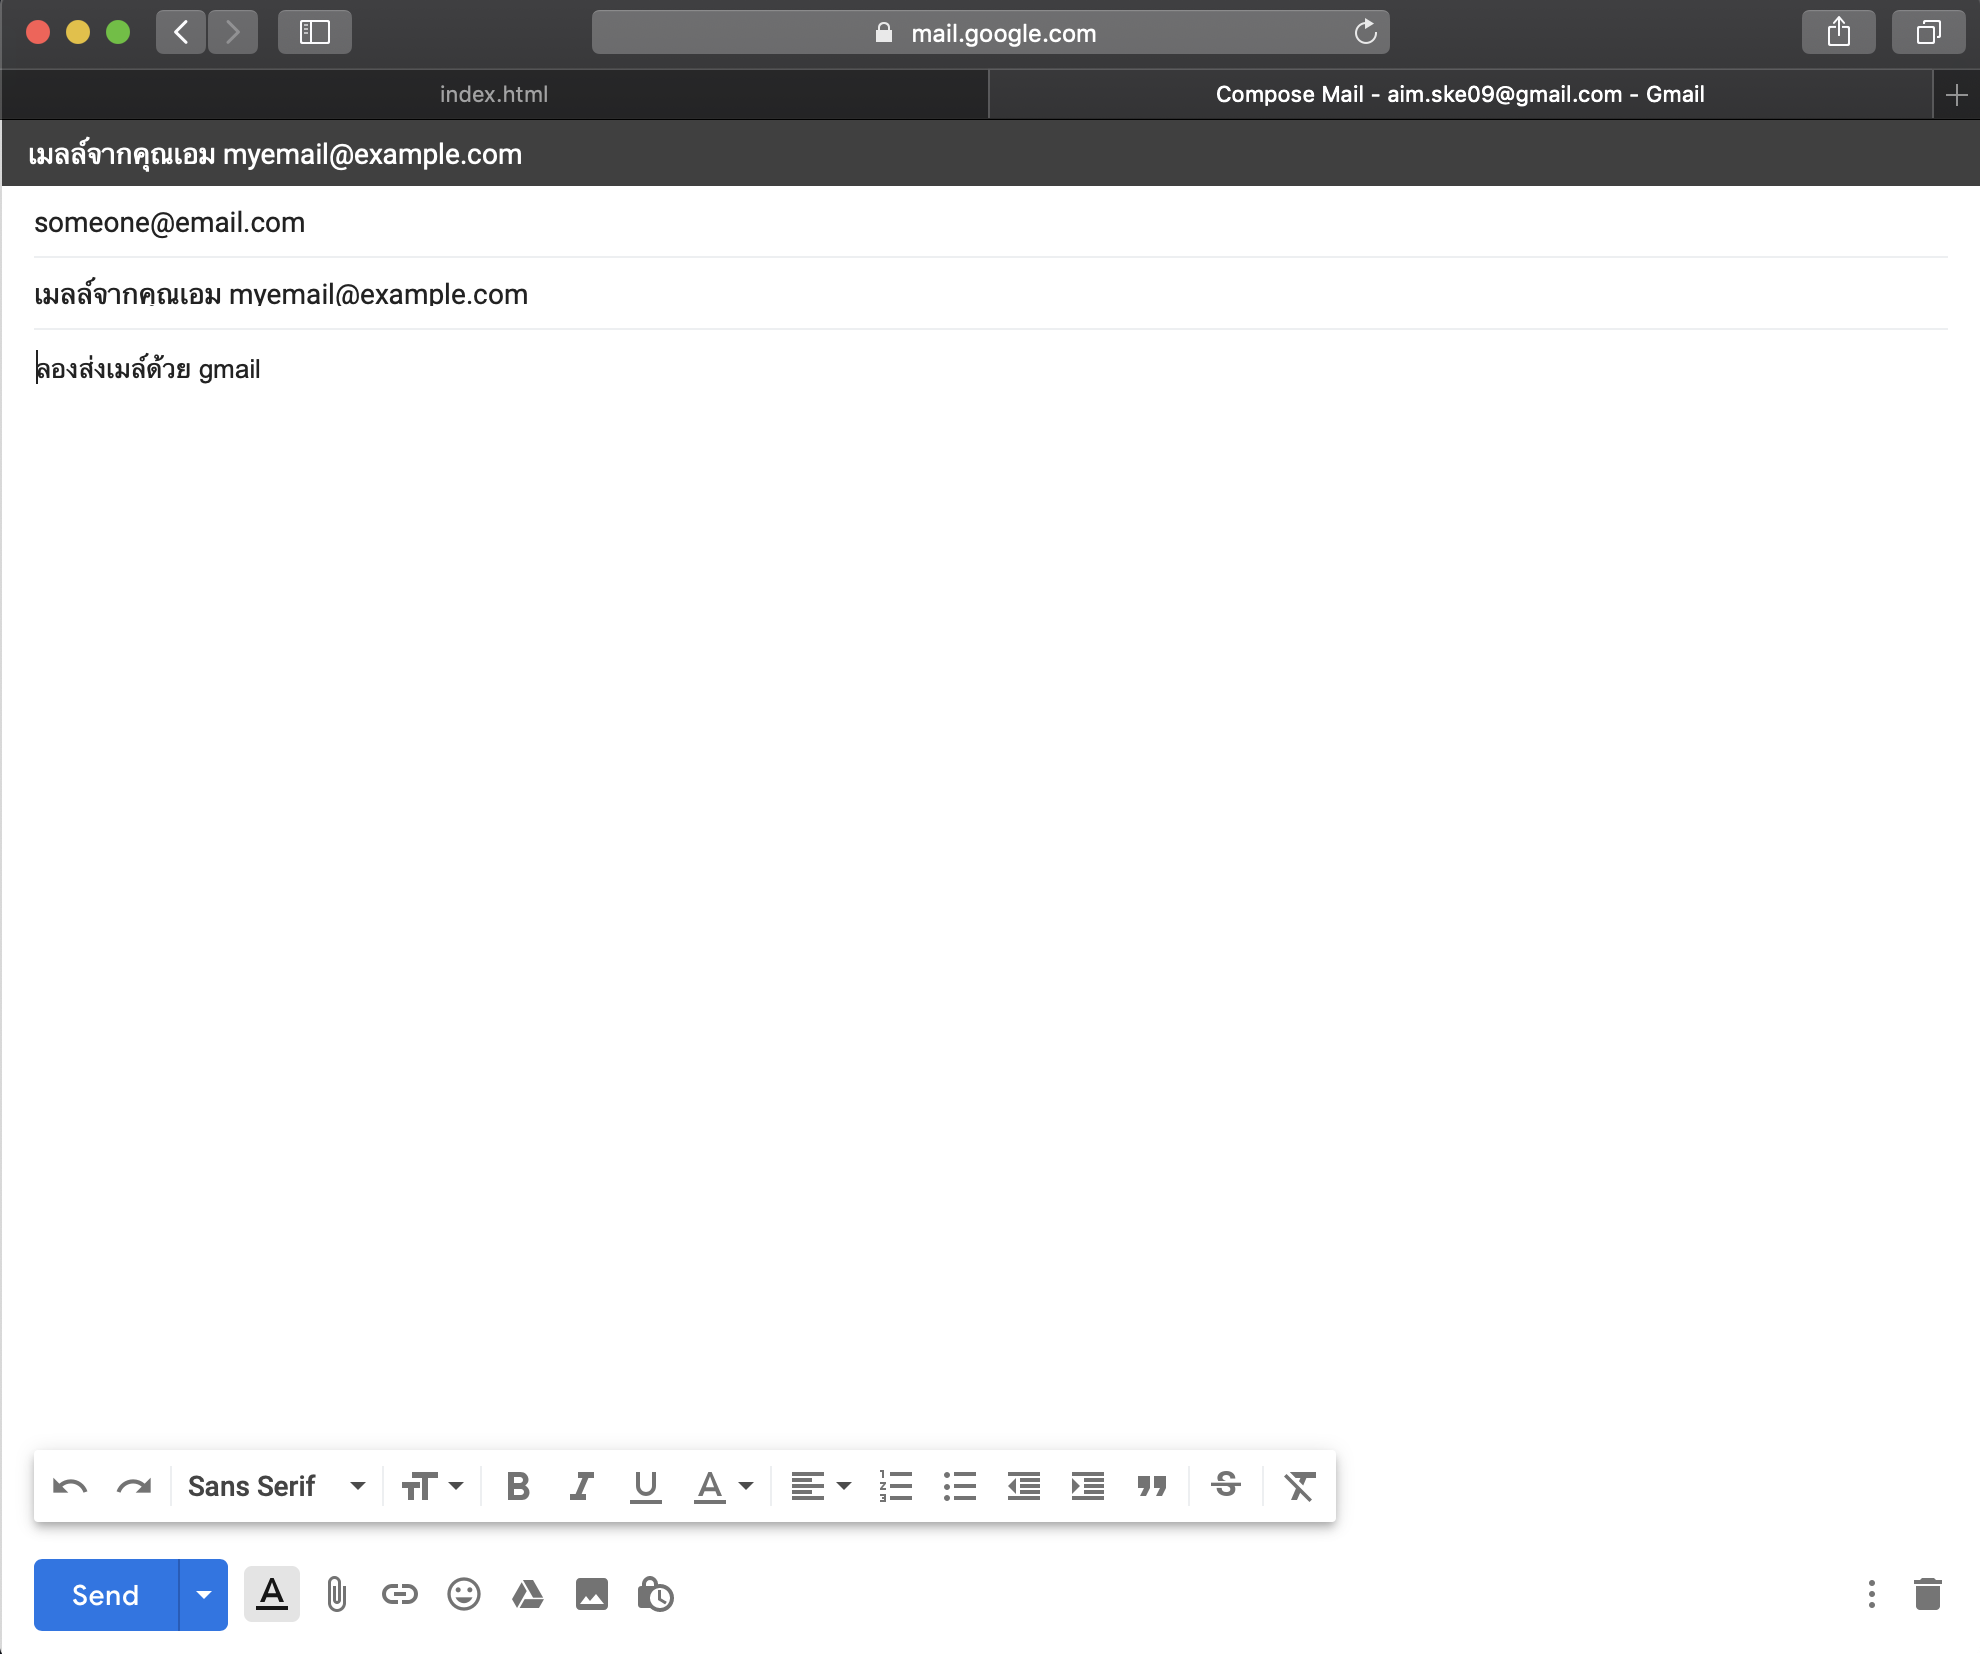 mail.google.com
index.html
Compose Mail - aim.ske09@gmail.com - Gmail
เมลล์จากคุณเอม myemail@example.com
someone@email.com
เมลล์จากคุณเอม myemail@example.com
ลองส่งเมล์ด้วย gmail
Sans Serif
Send